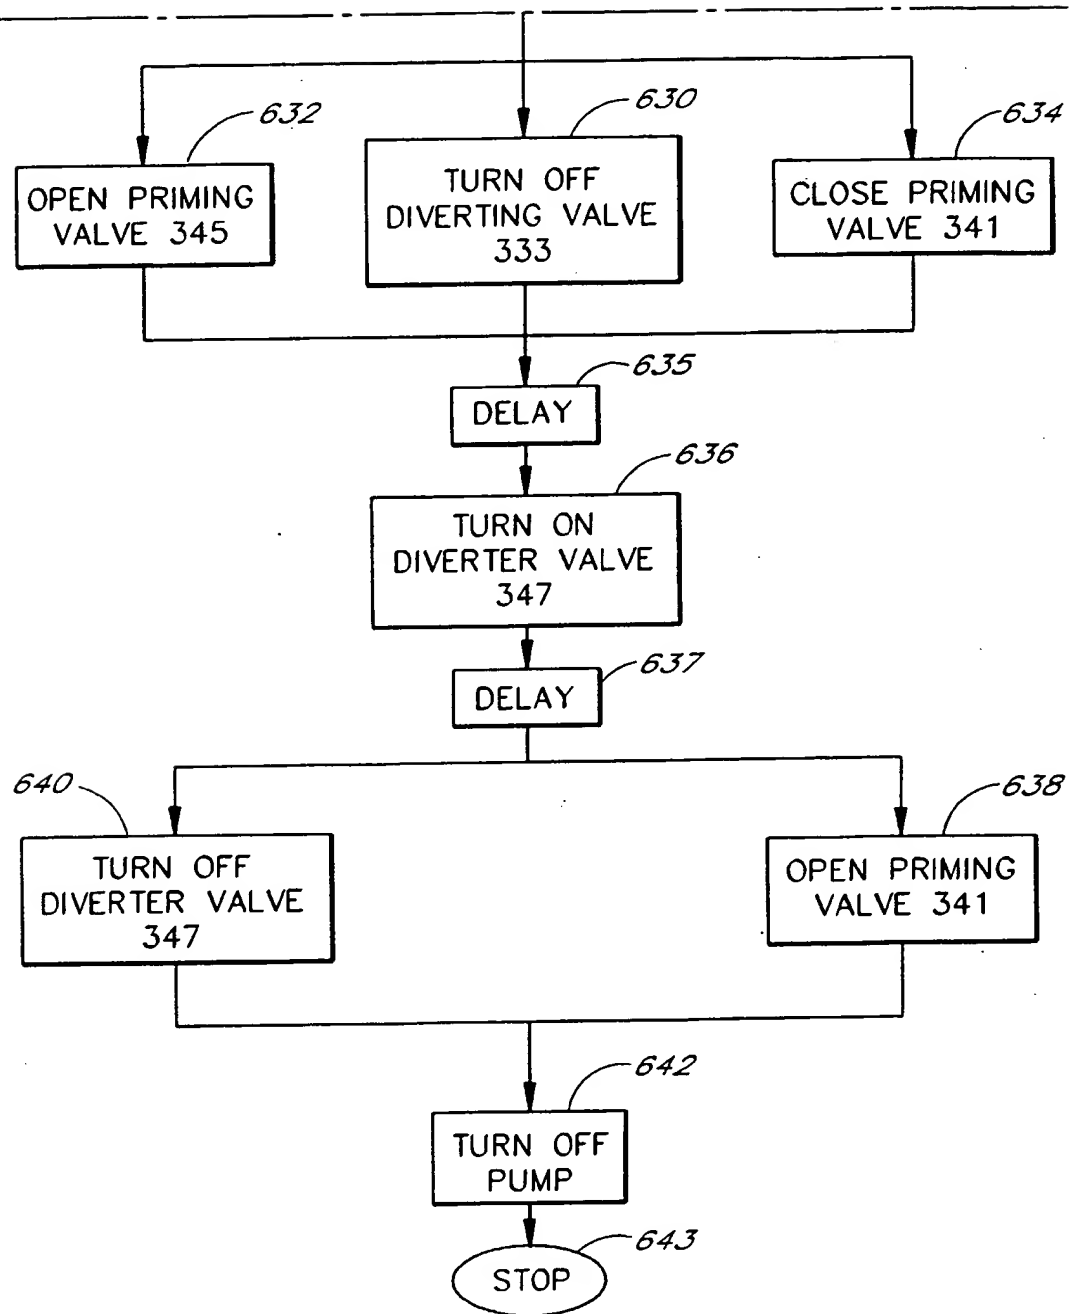 632
630
634
OPEN PRIMING
VALVE 345
TURN OFF
DIVERTING VALVE
333
CLOSE PRIMING
VALVE 341
635
DELAY
636
TURN ON
DIVERTER VALVE
347
637
DELAY
640
638
TURN OFF
DIVERTER VALVE
347
OPEN PRIMING
VALVE 341
642
TURN OFF
PUMP
643
STOP